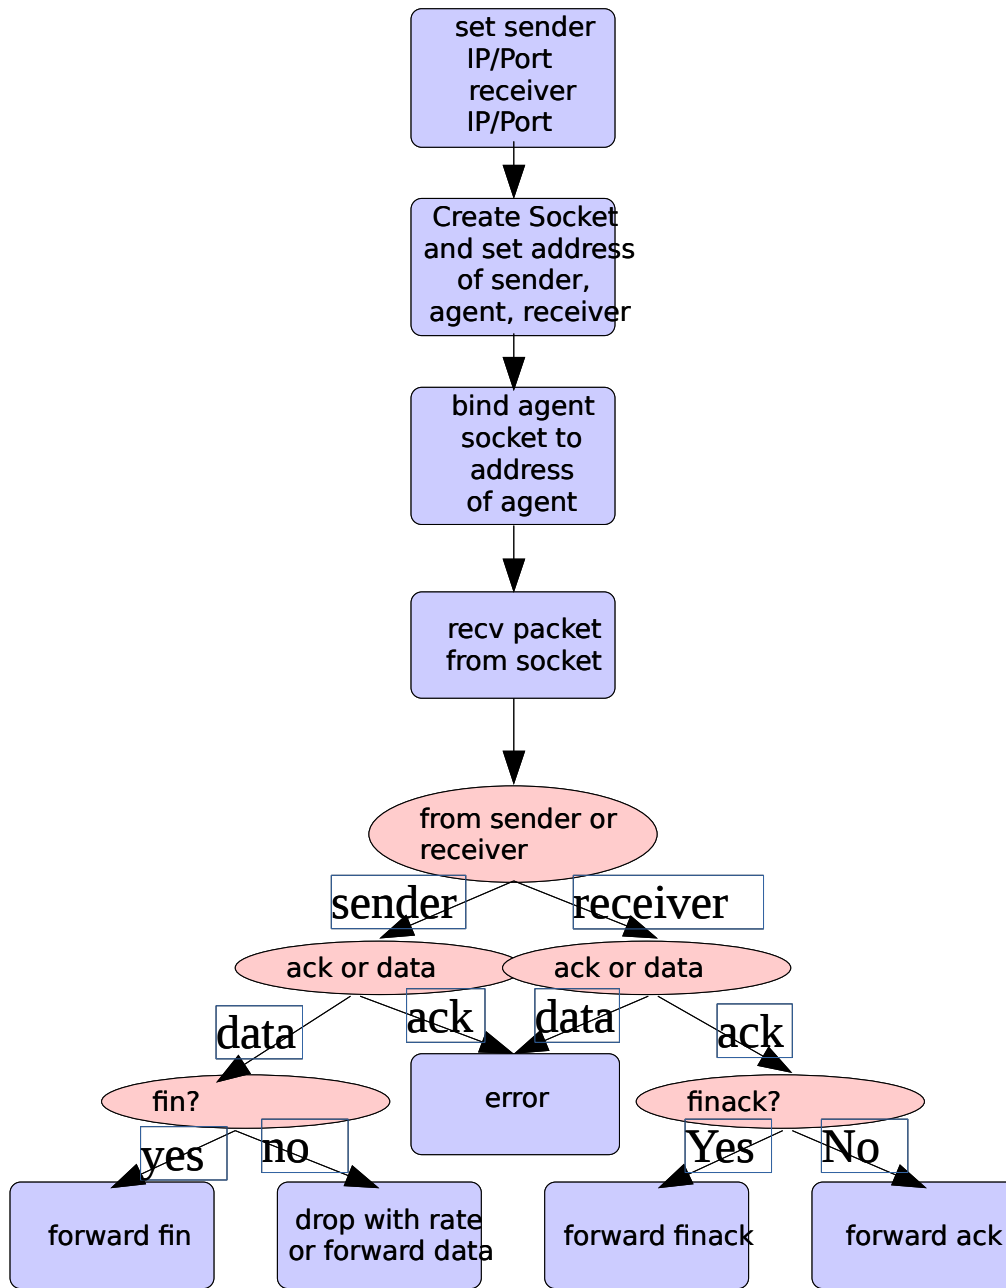 set sender
IP/Port
receiver
IP/Port
Create Socket
and set address
of sender,
agent, receiver
bind agent
socket to
address
of agent
recv packet
from socket
from sender or
receiver
sender
receiver
ack or data
ack or data
data
ack
data
ack
error
fin?
finack?
yes
no
Yes
No
forward fin
drop with rate
or forward data
forward finack
forward ack